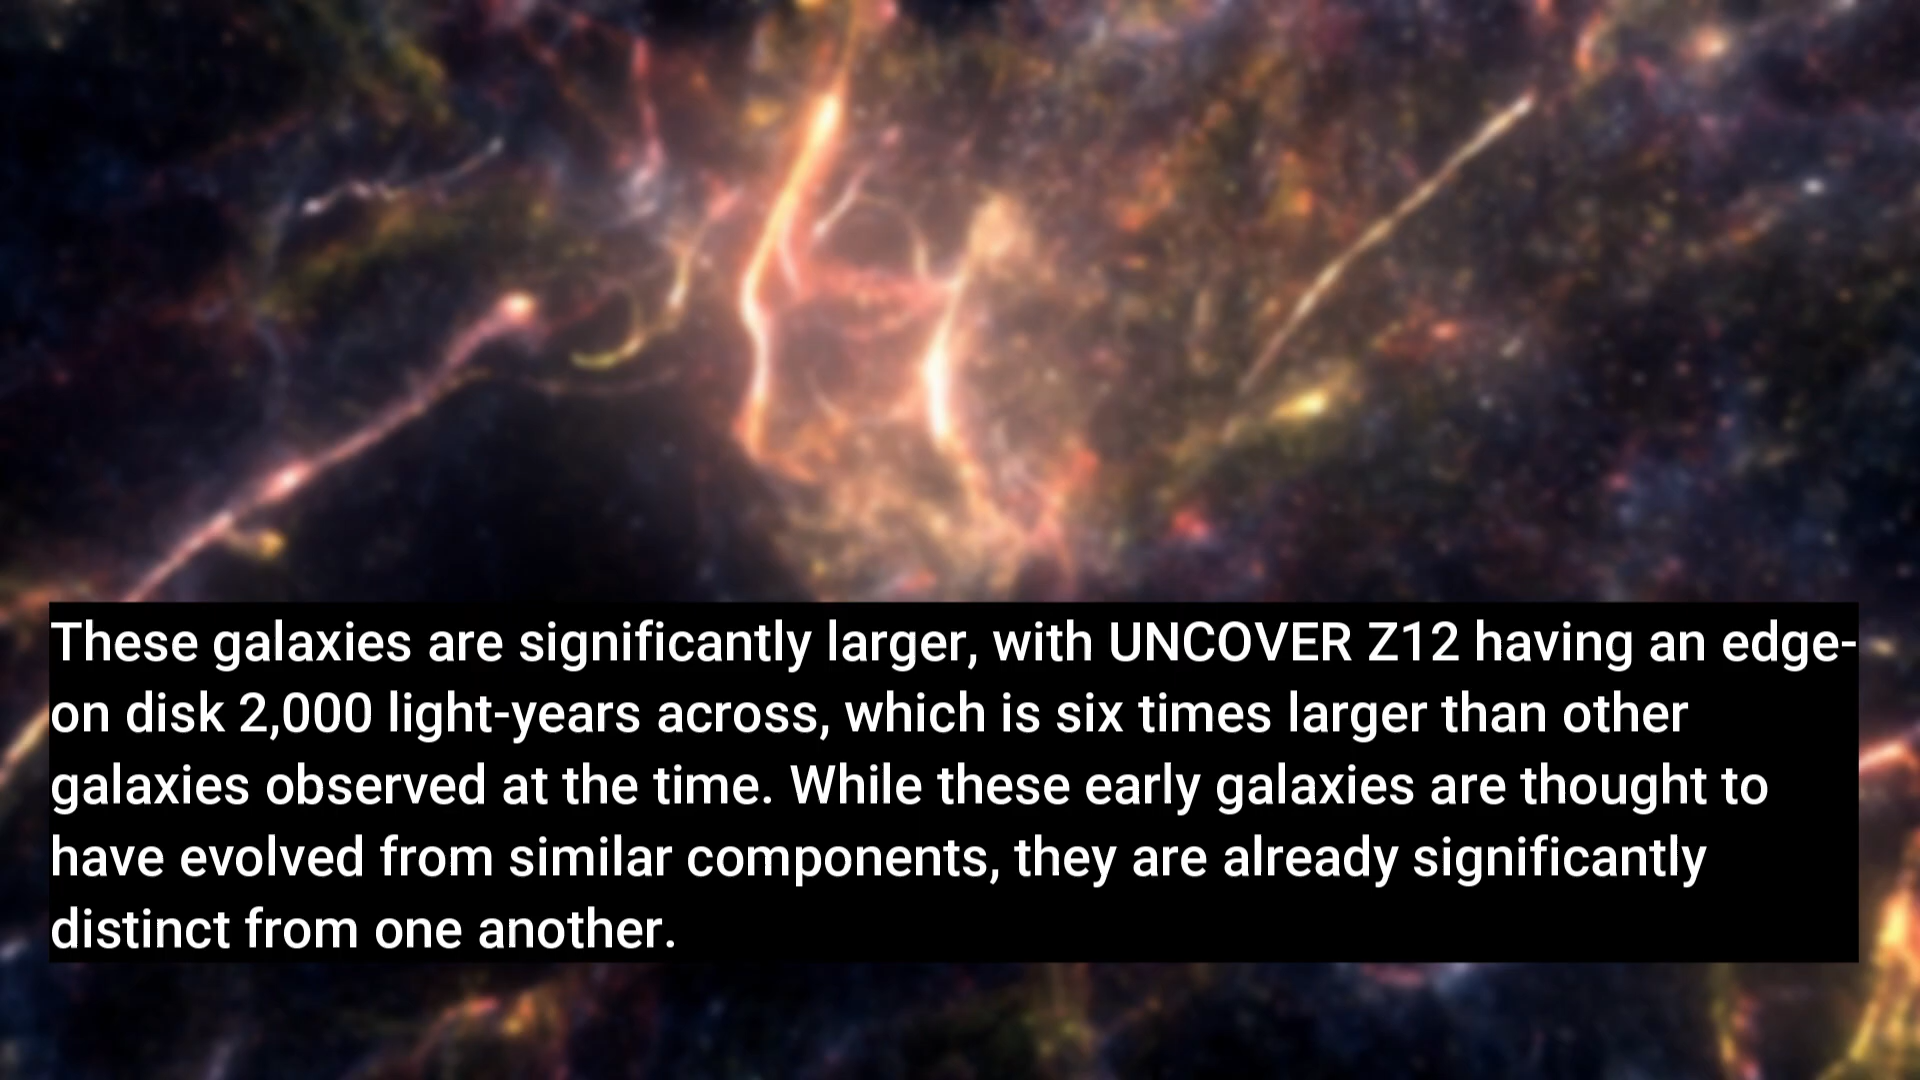 These galaxies are significantly larger, with UNCOVER Z12 having an edge-
on disk 2,000 light-years across, which is six times larger than other
galaxies observed at the time. While these early galaxies are thought to
have evolved from similar components, they are already significantly
distinct from one another.